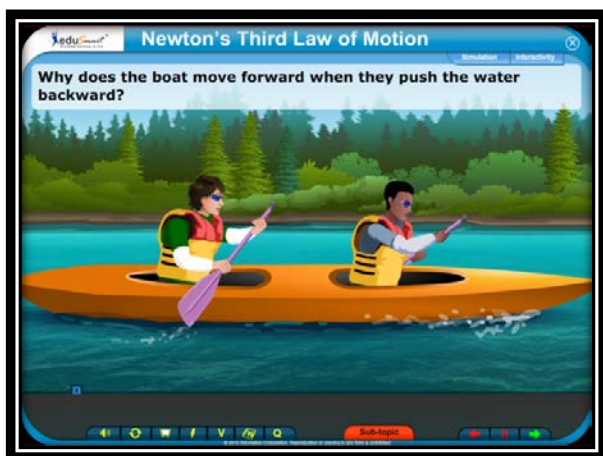 eduSmart
Newton's Third Law of Motion
Simulation
Interactivity
Why does the boat move forward when they push the water
backward?
V
Q
Sub-topic